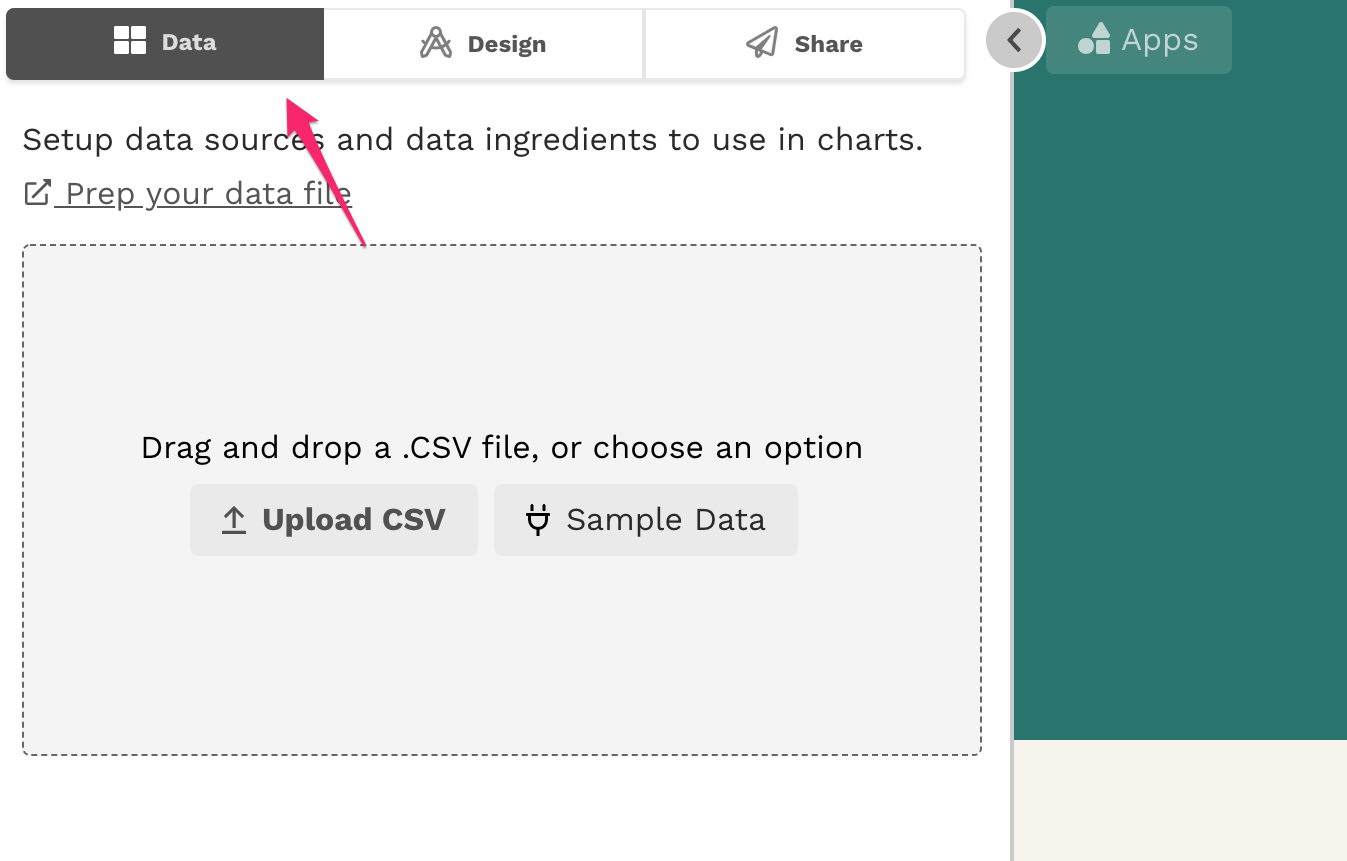 Data
Design
Share
Apps
Setup data sources and data ingredients to use in charts.
Prep your data file
Drag and drop a .CSV file, or choose an option
Upload CSV
Sample Data